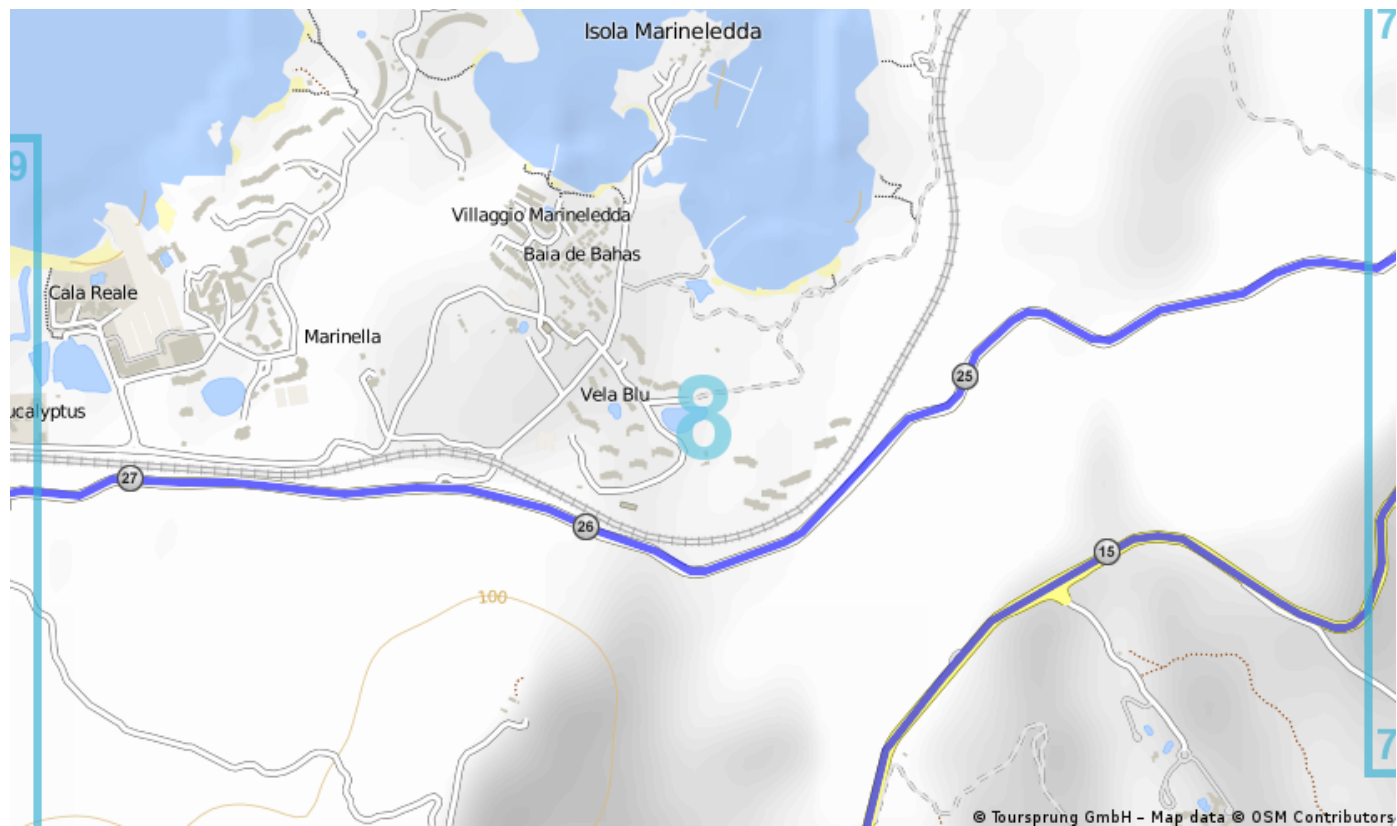 Isola Marineledda
7
9
Villaggio Marineledda
Baia de Bahas
Cala Reale
Marinella
25
Vela Blu
8
ucalyptus
27
26
15
100
7
© Toursprung GmbH – Map data © OSM Contributors